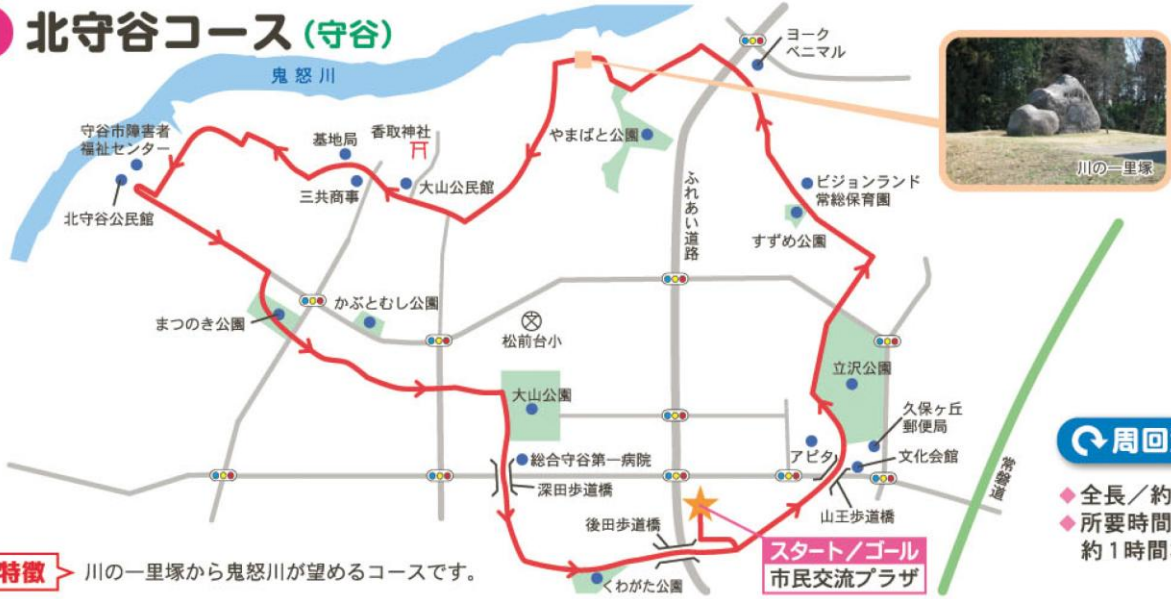 北守谷コース(守谷)
鬼怒川
ヨーク
ベニマル
川の一里塚
守谷市障害者
福祉センター
基地局
香取神社
やまばと公園
三共商事
大山公民館
北守谷公民館
ふれあい道路
ビジョンランド
常総保育園
すずめ公園
まつのき公園
かぶとむし公園
松前台小
立沢公園
大山公園
久保ヶ丘
郵便局
アピタ
文化会館
常磐道
総合守谷第一病院
深田歩道橋
山王歩道橋
後田歩道橋
スタート/ゴール
市民交流プラザ
くわがた公園
周回
◆全長/約
◆所要時間
約1時間
特徴
川の一里塚から鬼怒川が望めるコースです。